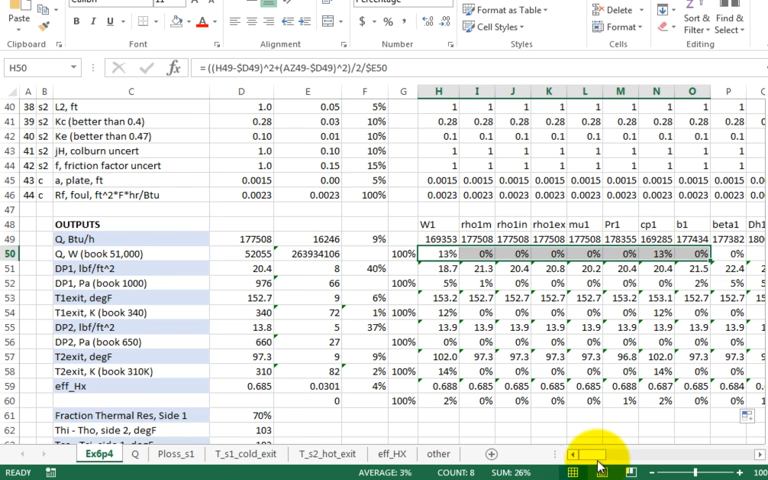 Calibri
11
Percentage
Format as Table
Delete
Paste
B I U
A
$ % ,
Cell Styles
Format
Sort & Filter
Find & Select
Clipboard Font Alignment Number Styles Cells Editing
H50 fx =((H49-$D49)^2+(AZ49-$D49)^2)/2/$E50
A B C D E F G H I J K L M N O P
40 38 s2 L2, ft 1.0 0.05 5% 1 1 1 1 1 1 1 1 1
41 39 s2 Kc (better than 0.4) 0.28 0.03 10% 0.28 0.28 0.28 0.28 0.28 0.28 0.28 0.28 0.28
42 40 s2 Ke (better than 0.47) 0.10 0.01 10% 0.1 0.1 0.1 0.1 0.1 0.1 0.1 0.1 0.1
43 41 s2 jH, colburn uncert 1.0 0.10 10% 1 1 1 1 1 1 1 1 1
44 42 s2 f, friction factor uncert 1.0 0.15 15% 1 1 1 1 1 1 1 1 1
45 43 c a, plate, ft 0.0015 0.00 5% 0.0015 0.0015 0.0015 0.0015 0.0015 0.0015 0.0015 0.0015 0.0015
46 44 c Rf, foul, ft^2*F*hr/Btu 0.0023 0.0023 100% 0.0023 0.0023 0.0023 0.0023 0.0023 0.0023 0.0023 0.0023 0.0023
47
48 OUTPUTS W1 rho1m rho1in rho1ex mu1 Pr1 cp1 b1 beta1 Dh1
49 Q, Btu/h 177508 16246 9% 169353 177508 177508 177508 177508 178355 169285 177434 177382
50 Q, W (book 51,000) 52055 263934106 100% 13% 0% 0% 0% 0% 0% 13% 0% 0%
51 DP1, lbf/ft^2 20.4 8 40% 18.7 21.3 20.4 20.8 20.2 20.4 20.4 21.5 22.4
52 DP1, Pa (book 1000) 976 66 100% 5% 1% 0% 0% 0% 0% 0% 2% 5%
53 T1exit, degF 152.7 9 6% 153.2 152.7 152.7 152.7 152.7 152.6 153.1 152.7 152.7
54 T1exit, K (book 340) 340 72 1% 100% 12% 0% 0% 0% 0% 0% 12% 0% 0%
55 DP2, lbf/ft^2 13.8 5 37% 13.9 13.9 13.9 13.9 13.9 13.9 13.9 13.9 13.9
56 DP2, Pa (book 650) 660 27 100% 0% 0% 0% 0% 0% 0% 0% 0% 0%
57 T2exit, degF 97.3 9 9% 102.0 97.3 97.3 97.3 97.3 96.8 102.0 97.3 97.3
58 T2exit, K (book 310K) 310 82 2% 100% 14% 0% 0% 0% 0% 0% 14% 0% 0%
59 eff_Hx 0.685 0.0301 4% 0.688 0.685 0.685 0.685 0.685 0.688 0.687 0.685 0.684
60 0 100% 2% 0% 0% 0% 0% 1% 2% 0% 0%
61 Fraction Thermal Res, Side 1 70%
62 Thi - Tho, side 2, degF 103
Ex6p4 Q Ploss_s1 T_s1_cold_exit T_s2_hot_exit eff_HX other
READY AVERAGE: 3% COUNT: 8 SUM: 26% 100